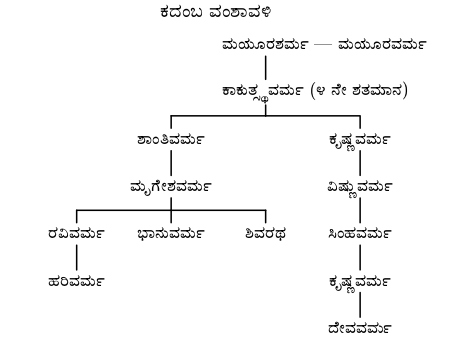 ಕದಂಬ ವಂಶಾವಳಿ
ಮಯೂರಶರ್ಮ — ಮಯೂರವರ್ಮ
ಕಾಕುತ್ಸ್ಥವರ್ಮ (೪ ನೇ ಶತಮಾನ)
ಶಾಂತಿವರ್ಮ ಕೃಷ್ಣವರ್ಮ
ಮೃಗೇಶವರ್ಮ ವಿಷ್ಣುವರ್ಮ
ರವಿವರ್ಮ ಭಾನುವರ್ಮ ಶಿವರಥ ಸಿಂಹವರ್ಮ
ಹರಿವರ್ಮ ಕೃಷ್ಣವರ್ಮ
ದೇವವರ್ಮ